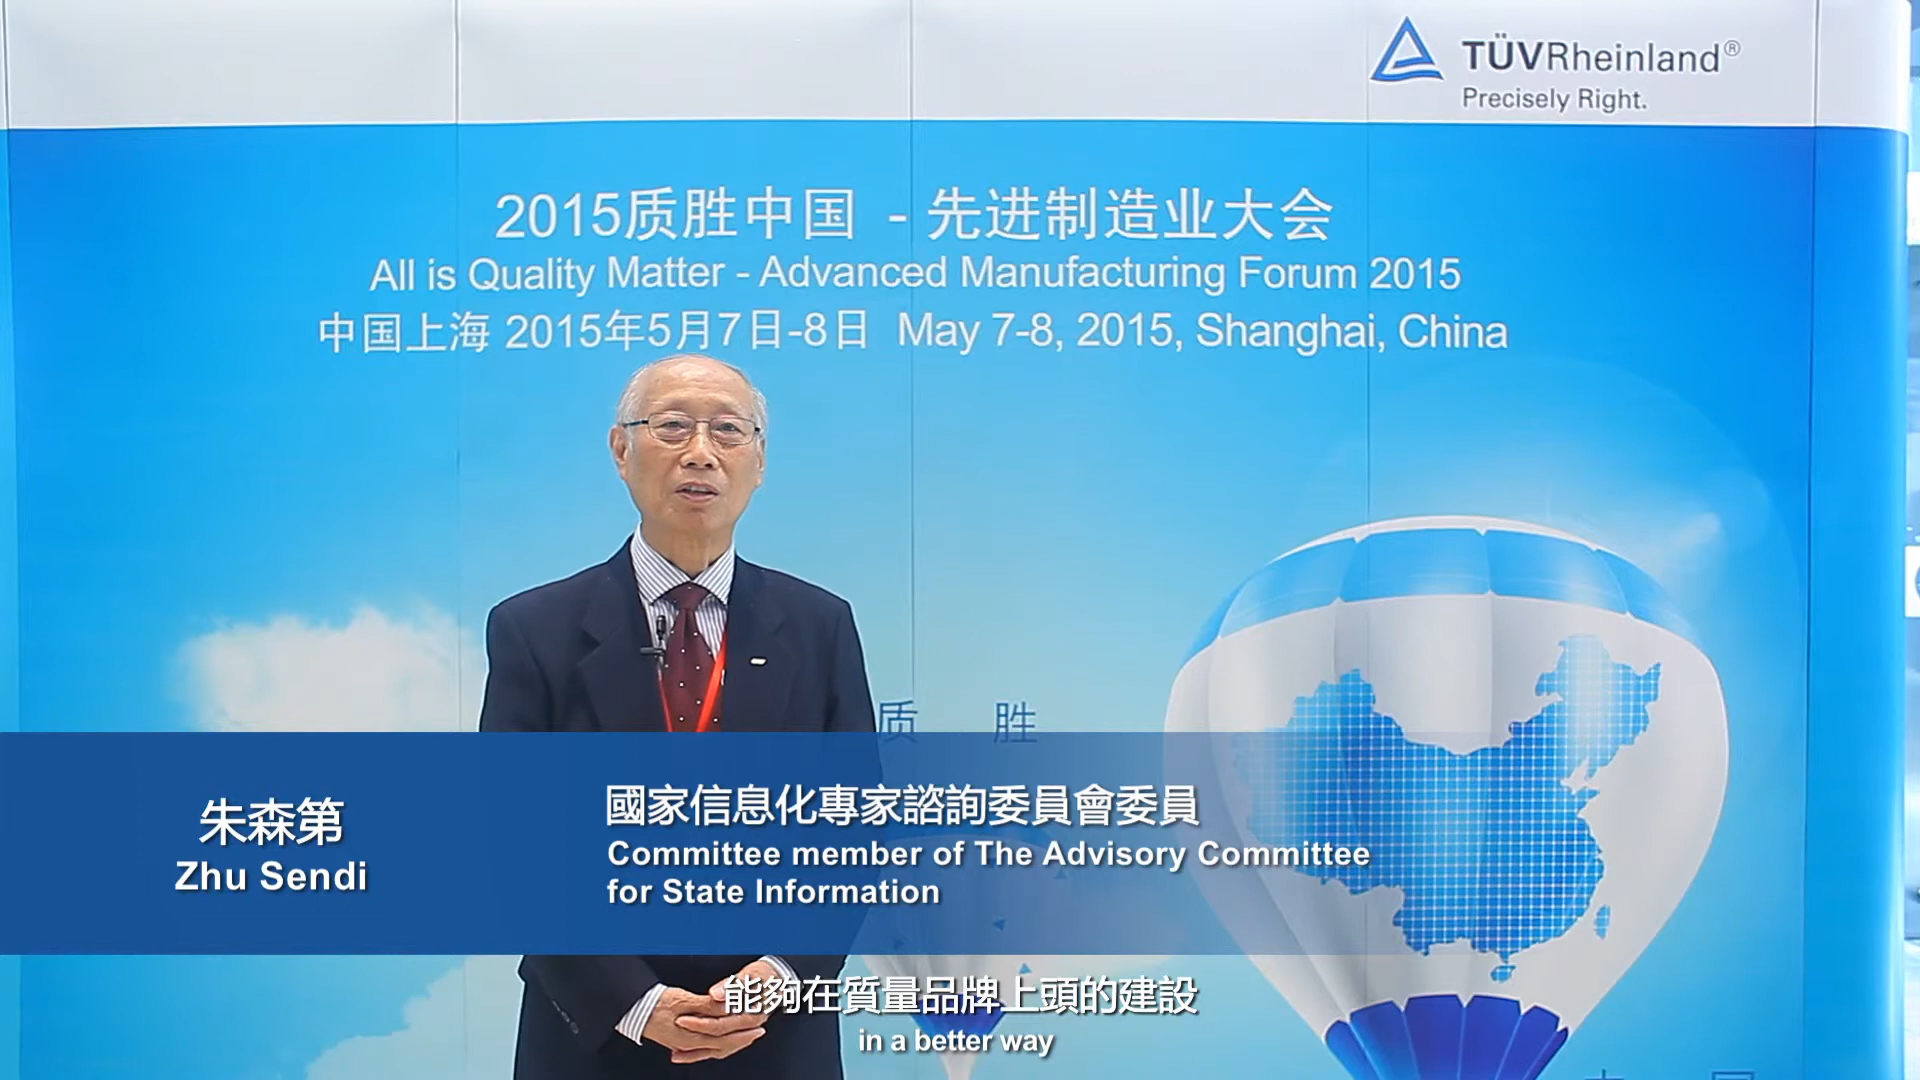 TÜVRheinland®
Precisely Right.
2015质胜中国 - 先进制造业大会
All is Quality Matter - Advanced Manufacturing Forum 2015
中国上海 2015年5月7日-8日 May 7-8, 2015, Shanghai, China
质 胜
朱森第
Zhu Sendi
國家信息化專家諮詢委員會委員
Committee member of The Advisory Committee
for State Information
能夠在質量品牌上頭的建設
in a better way